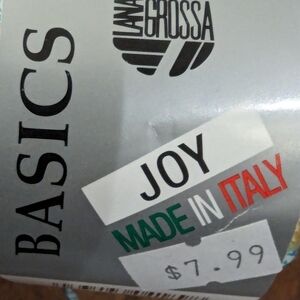 LANA
GROSSA
BASICS
JOY
MADE IN ITALY
$7.99